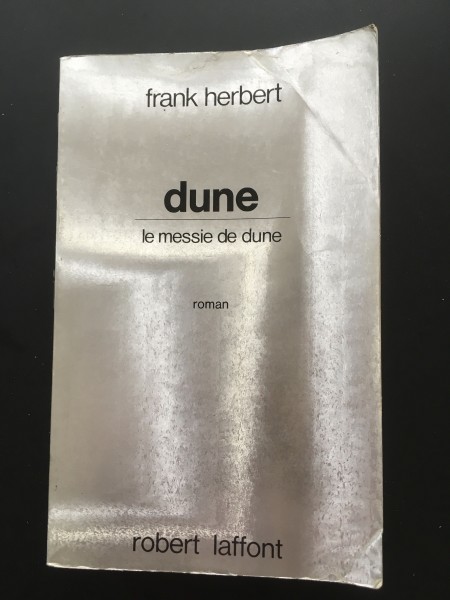 frank herbert
dune
le messie de dune
roman
robert laffont